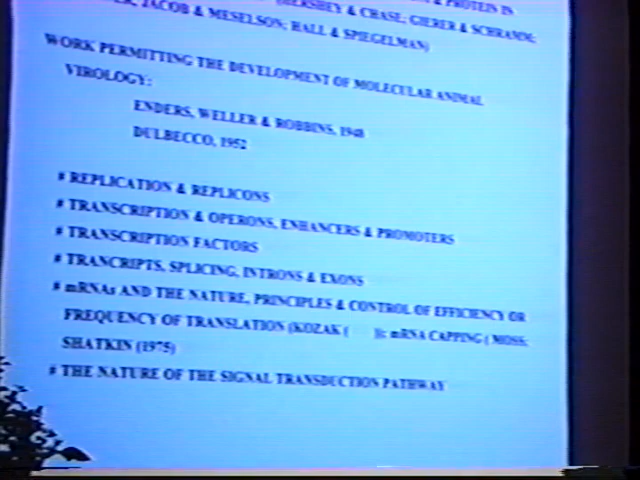 (HERSHEY & CHASE; GIERER & SCHRAMM;
JACOB & MESELSON; HALL & SPIEGELMAN)
WORK PERMITTING THE DEVELOPMENT OF MOLECULAR ANIMAL
VIROLOGY:
ENDERS, WELLER & ROBBINS, 1948
DULBECCO, 1952
# REPLICATION & REPLICONS
# TRANSCRIPTION & OPERONS, ENHANCERS & PROMOTERS
# TRANSCRIPTION FACTORS
# TRANCRIPTS, SPLICING, INTRONS & EXONS
# mRNAs AND THE NATURE, PRINCIPLES & CONTROL OF EFFICIENCY OR
FREQUENCY OF TRANSLATION (KOZAK ( ); mRNA CAPPING ( MOSS;
SHATKIN (1975)
# THE NATURE OF THE SIGNAL TRANSDUCTION PATHWAY